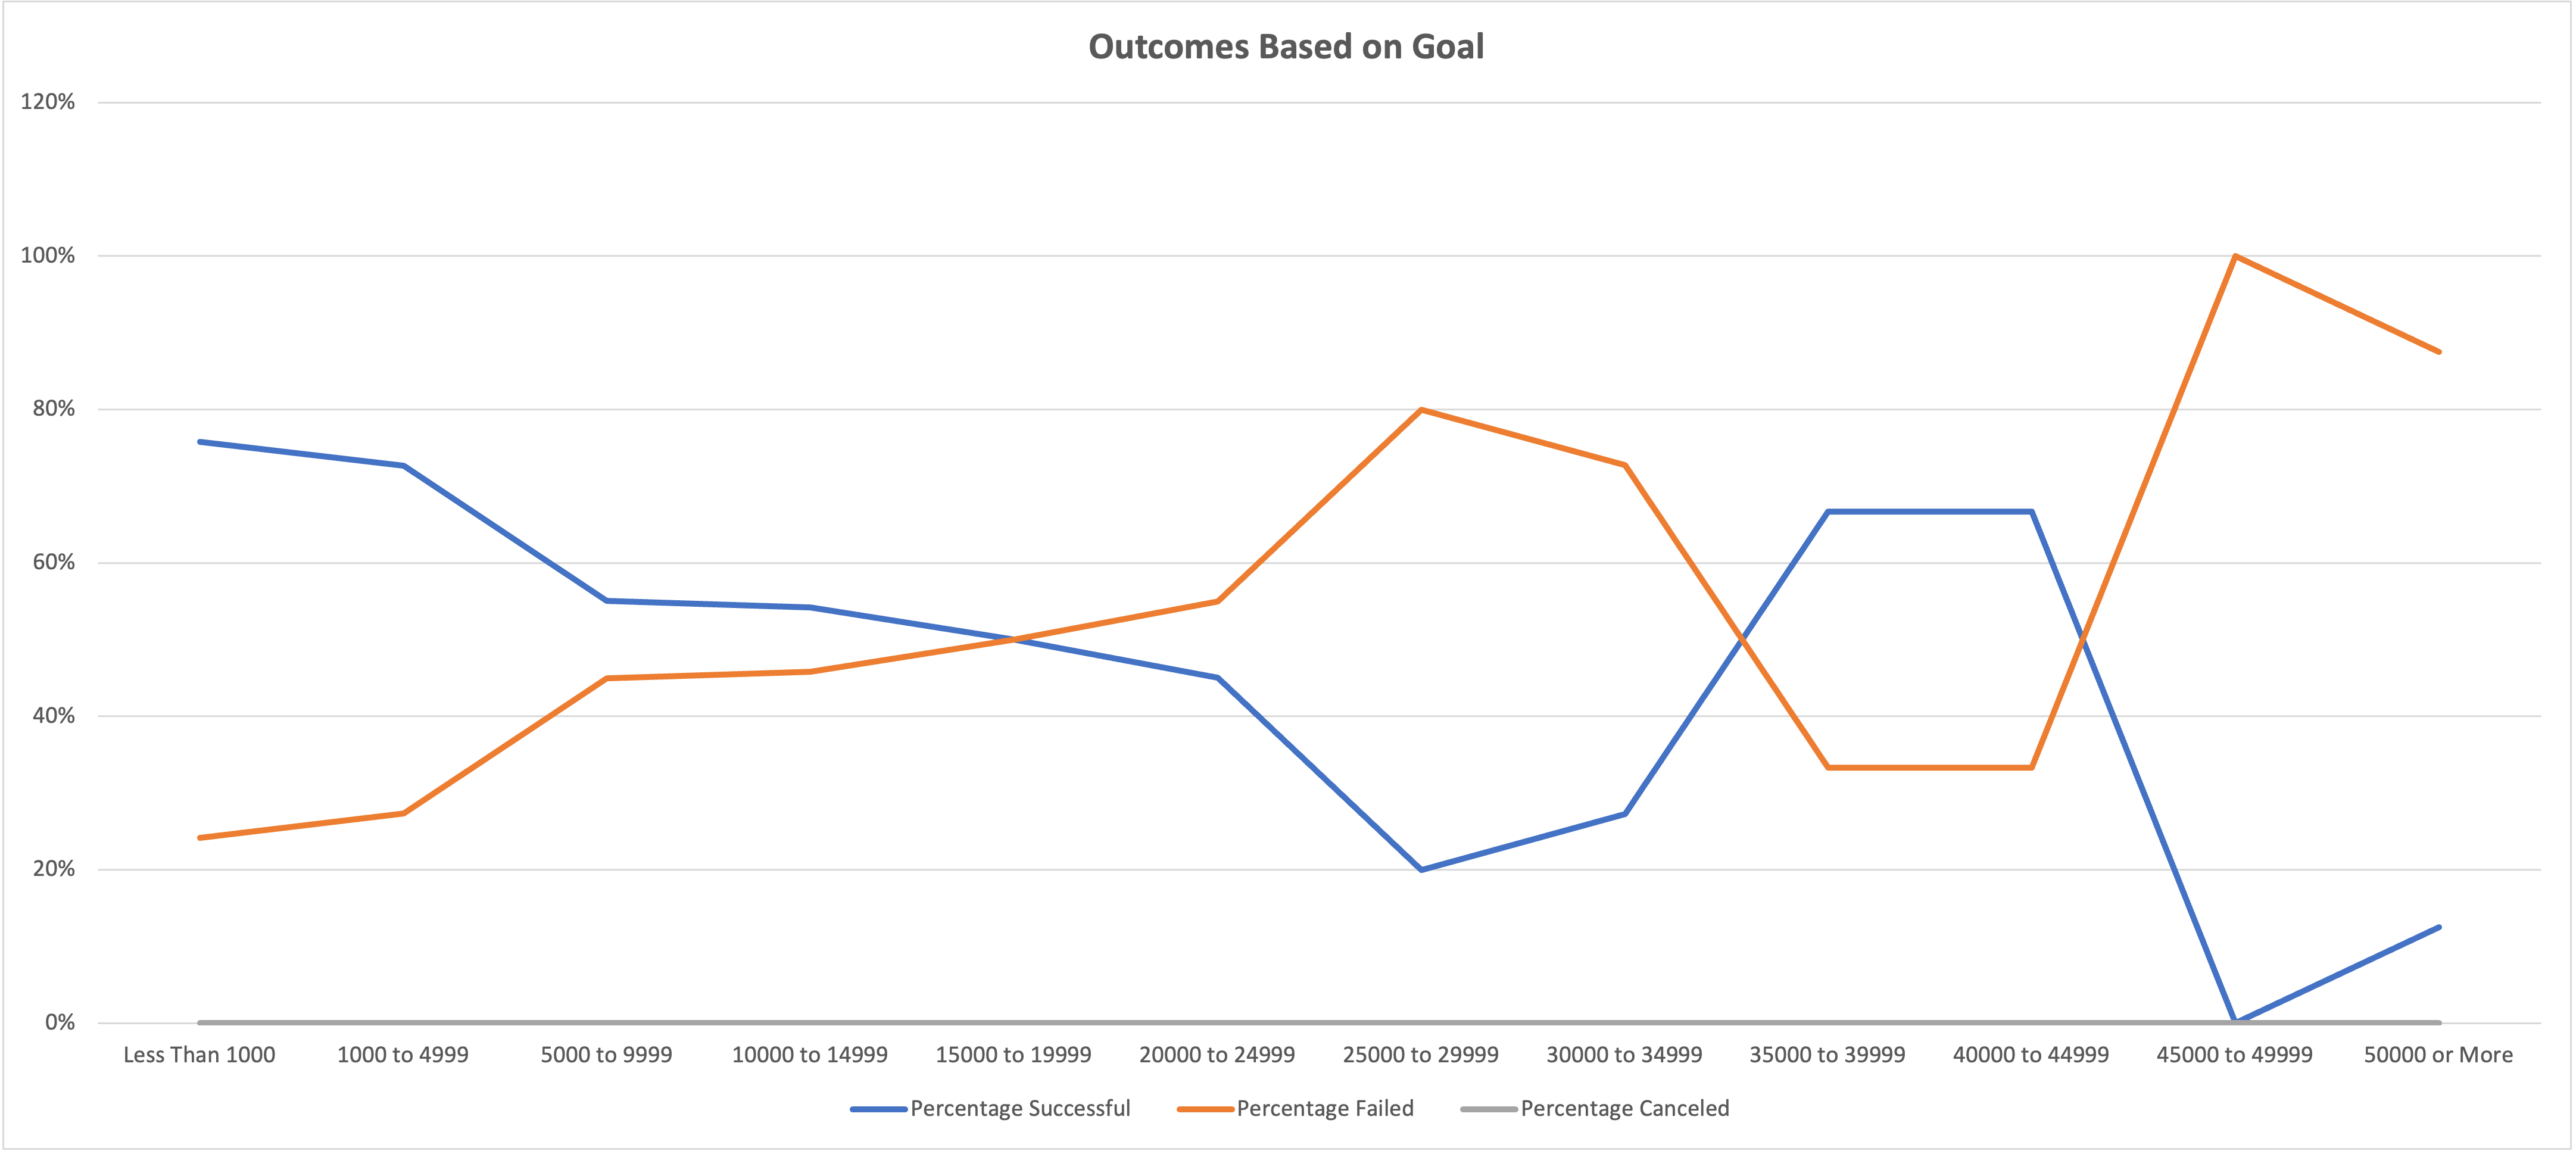 Outcomes Based on Goal
120%
100%
80%
60%
40%
20%
0%
Less Than 1000 1000 to 4999 5000 to 9999 10000 to 14999 15000 to 19999 20000 to 24999 25000 to 29999 30000 to 34999 35000 to 39999 40000 to 44999 45000 to 49999 50000 or More
Percentage Successful Percentage Failed Percentage Canceled